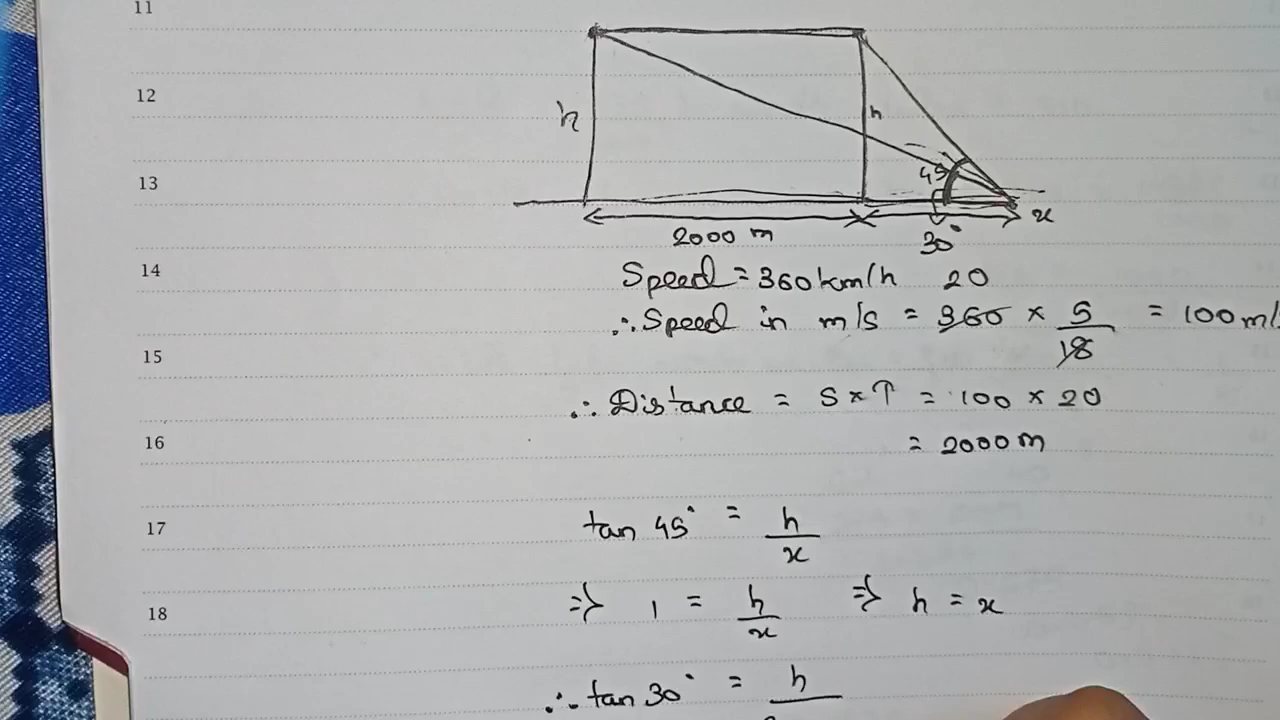 11
12
13
14
15
16
17
18
h
h
45
x
2000 m
30°
Speed = 360 km/h 20
∴ Speed in m/s = 360 × 5/18 = 100 m/
∴ Distance = S × T = 100 × 20
= 2000 m
tan 45° = h/x
⇒ 1 = h/x ⇒ h = x
∴ tan 30° = h